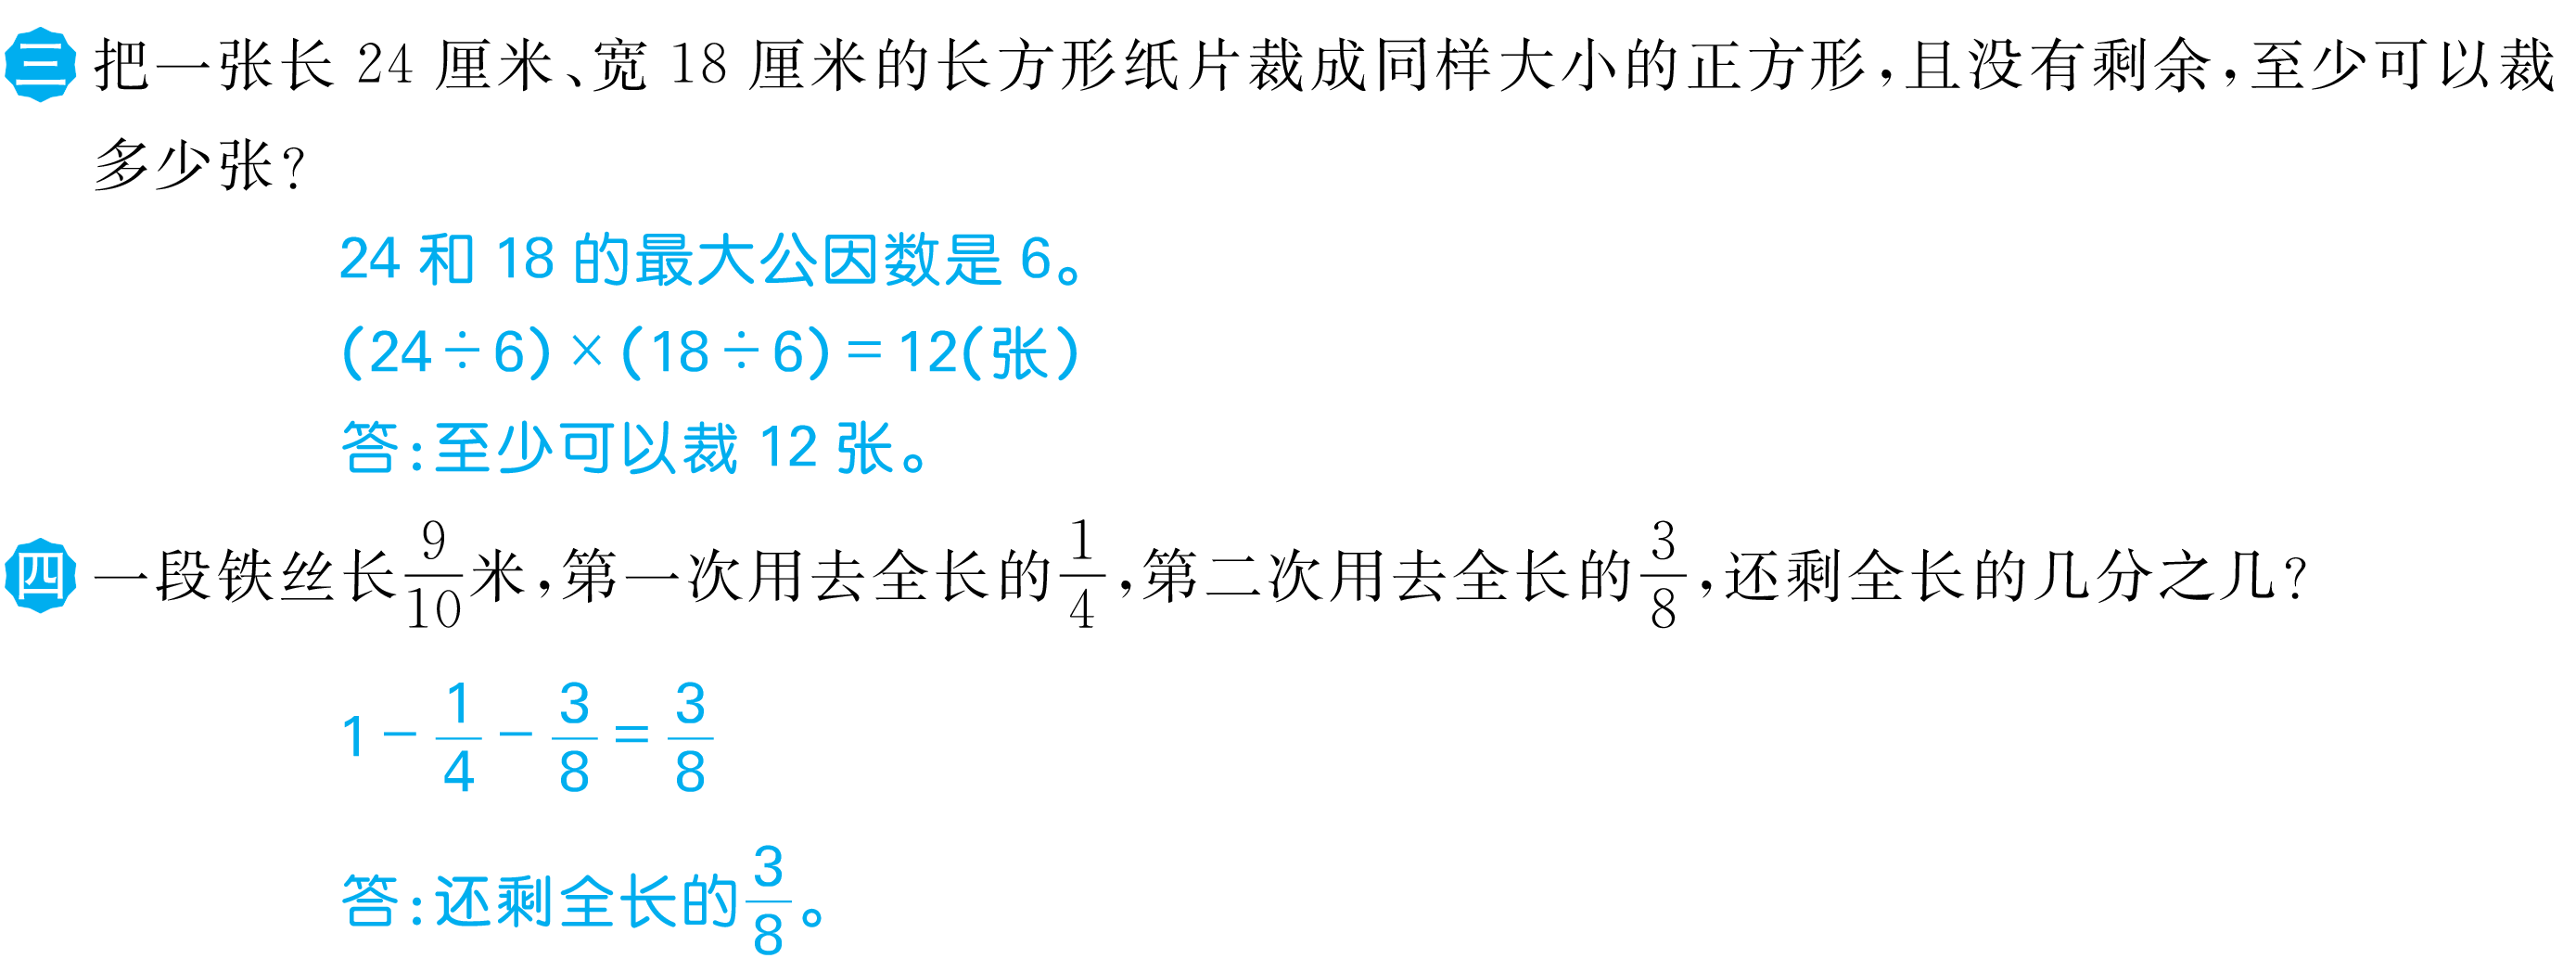 三 把一张长 24 厘米、宽 18 厘米的长方形纸片裁成同样大小的正方形,且没有剩余,至少可以裁
多少张?
24 和 18 的最大公因数是 6。
(24÷6)×(18÷6)=12(张)
答:至少可以裁 12 张。
四 一段铁丝长9/10米,第一次用去全长的1/4,第二次用去全长的3/8,还剩全长的几分之几?
1-1/4-3/8=3/8
答:还剩全长的3/8。